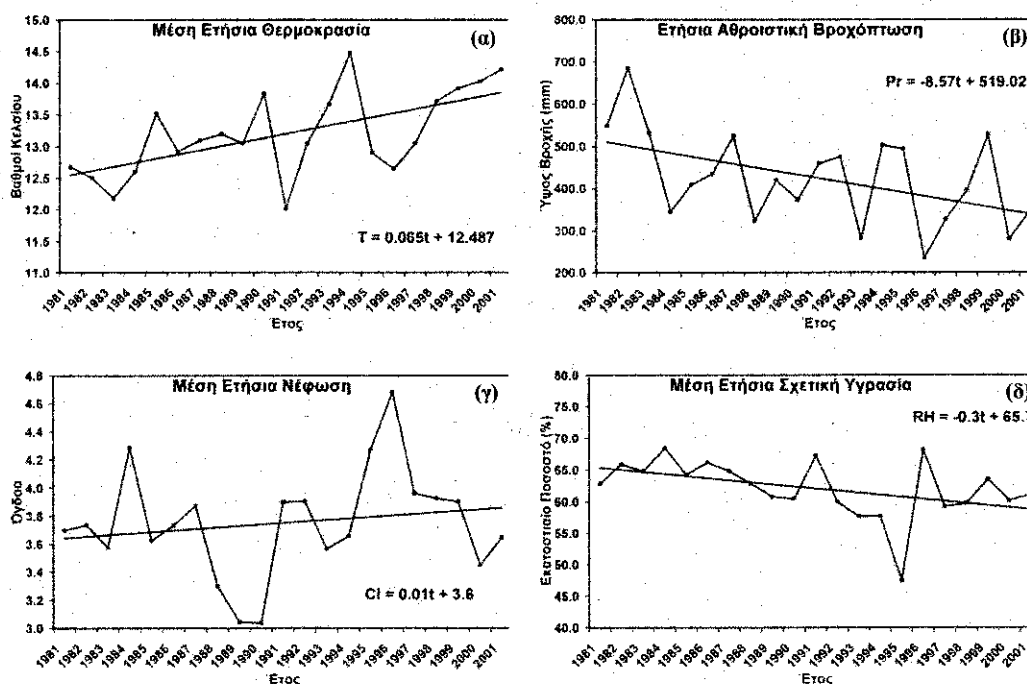 Μέση Ετήσια Θερμοκρασία
(α)
Βαθμοί Κελσίου
15.0
14.5
14.0
13.5
13.0
12.5
12.0
11.5
11.0
T = 0.065t + 12.487
1981 1982 1983 1984 1985 1986 1987 1988 1989 1990 1991 1992 1993 1994 1995 1996 1997 1998 1999 2000 2001
Έτος
Ετήσια Αθροιστική Βροχόπτωση
(β)
Ύψος Βροχής (mm)
800.0
700.0
600.0
500.0
400.0
300.0
200.0
Pr = -8.57t + 519.02
1981 1982 1983 1984 1985 1986 1987 1988 1989 1990 1991 1992 1993 1994 1995 1996 1997 1998 1999 2000 2001
Έτος
Μέση Ετήσια Νέφωση
(γ)
Όγδοα
4.8
4.6
4.4
4.2
4.0
3.8
3.6
3.4
3.2
3.0
Cl = 0.01t + 3.6
1981 1982 1983 1984 1985 1986 1987 1988 1989 1990 1991 1992 1993 1994 1995 1996 1997 1998 1999 2000 2001
Έτος
Μέση Ετήσια Σχετική Υγρασία
(δ)
Εκατοστιαίο Ποσοστό (%)
80.0
75.0
70.0
65.0
60.0
55.0
50.0
45.0
40.0
RH = -0.3t + 65.
1981 1982 1983 1984 1985 1986 1987 1988 1989 1990 1991 1992 1993 1994 1995 1996 1997 1998 1999 2000 2001
Έτος